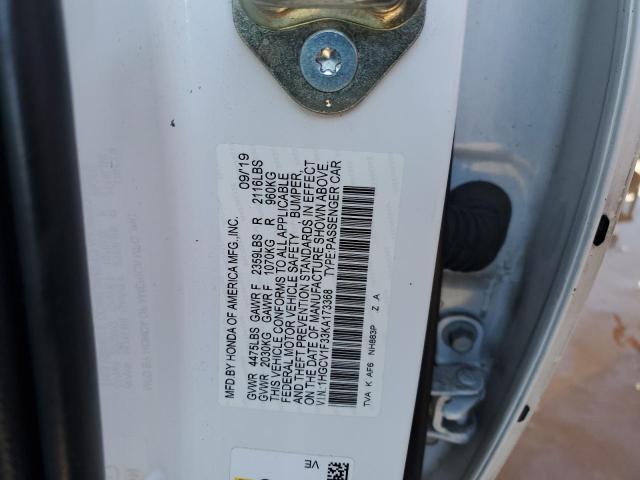 MFD.BY HONDA OF AMERICA MFG.,INC. 09/19
GVWR 4475LBS GAWR F 2359LBS R 2116LBS
GVWR 2030KG GAWR F 1070KG R 960KG
THIS VEHICLE CONFORMS TO ALL APPLICABLE
FEDERAL MOTOR VEHICLE SAFETY BUMPER,
AND THEFT PREVENTION STANDARDS IN EFFECT
ON THE DATE OF MANUFACTURE SHOWN ABOVE.
V.I.N.:1HGCV1F33KA173368 TYPE:PASSENGER CAR
TVA K AF6 NH883P Z A
VE